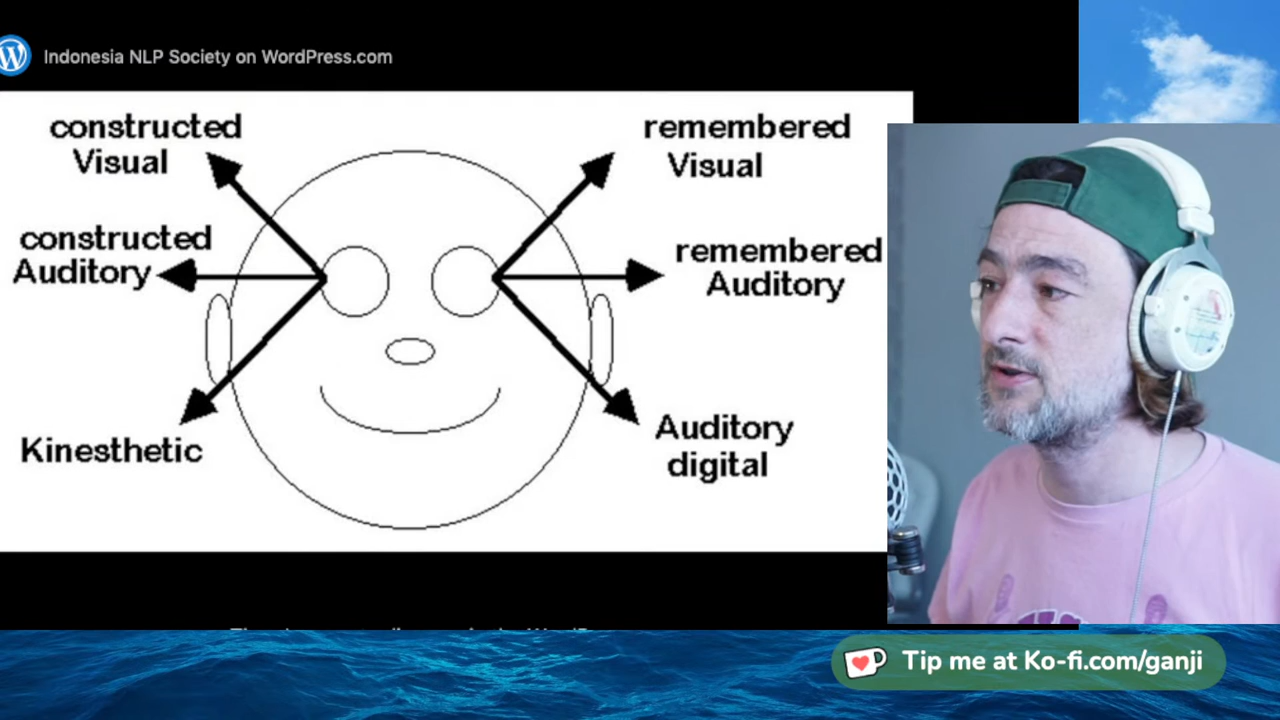 Indonesia NLP Society on WordPress.com
constructed
Visual
remembered
Visual
constructed
Auditory
remembered
Auditory
Kinesthetic
Auditory
digital
Tip me at Ko-fi.com/ganji